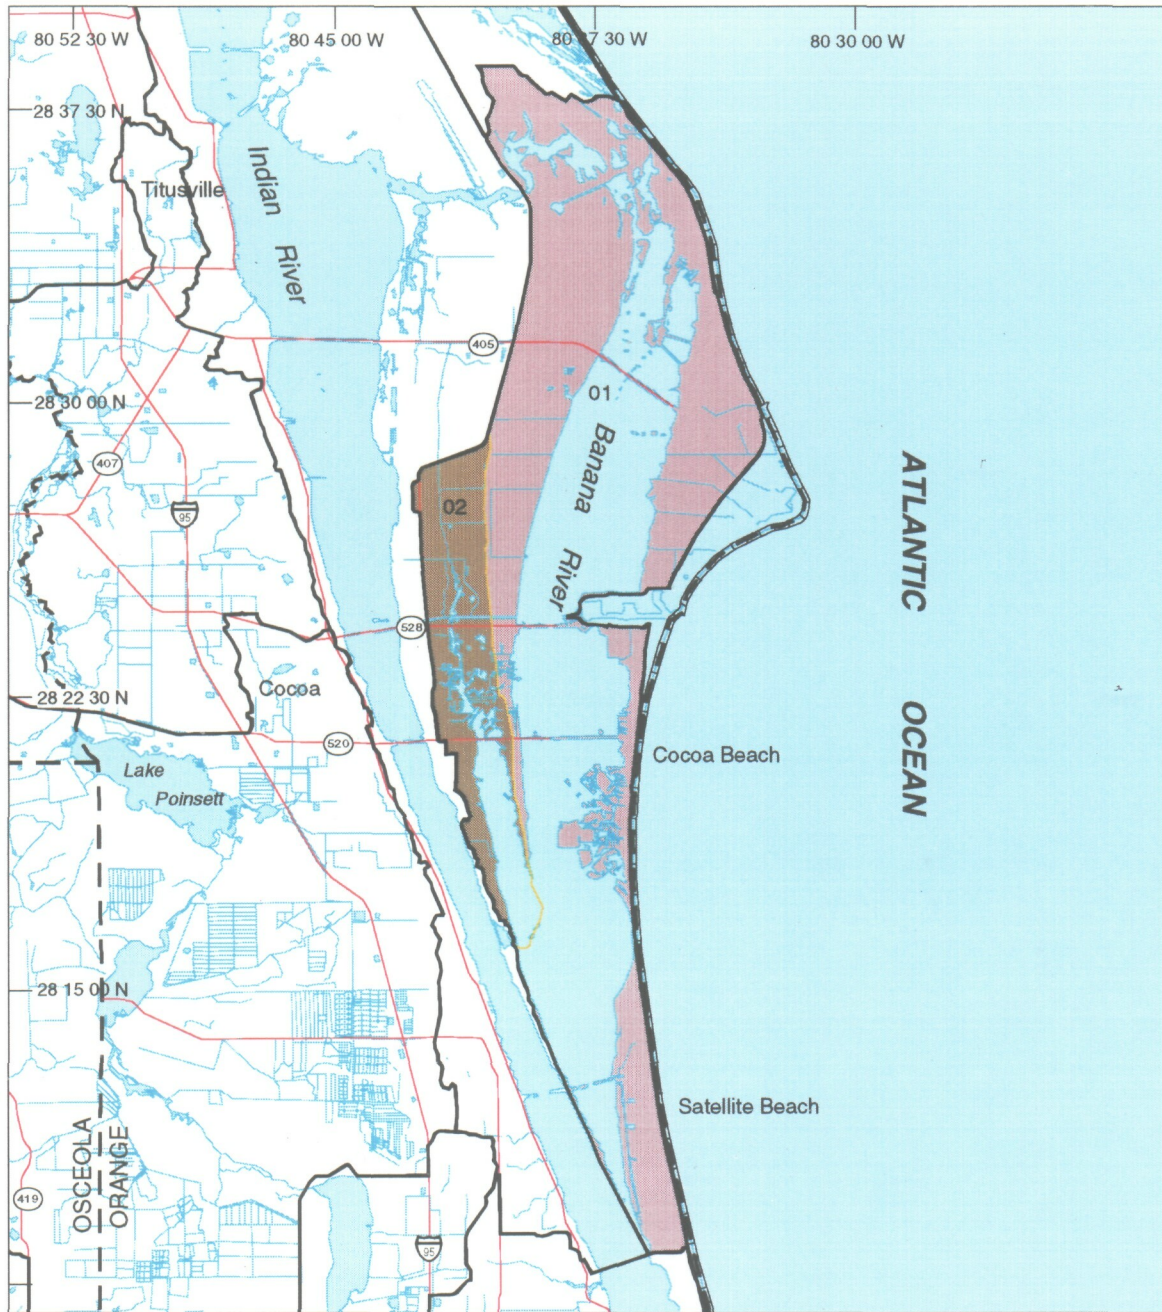 80 52 30 W
80 45 00 W
80 37 30 W
80 30 00 W
28 37 30 N
Titusville
Indian
River
405
28 30 00 N
01
Banana
River
407
95
02
ATLANTIC
OCEAN
528
28 22 30 N
Cocoa
520
Cocoa Beach
Lake
Poinsett
28 15 00 N
Satellite Beach
OSCEOLA
ORANGE
419
95